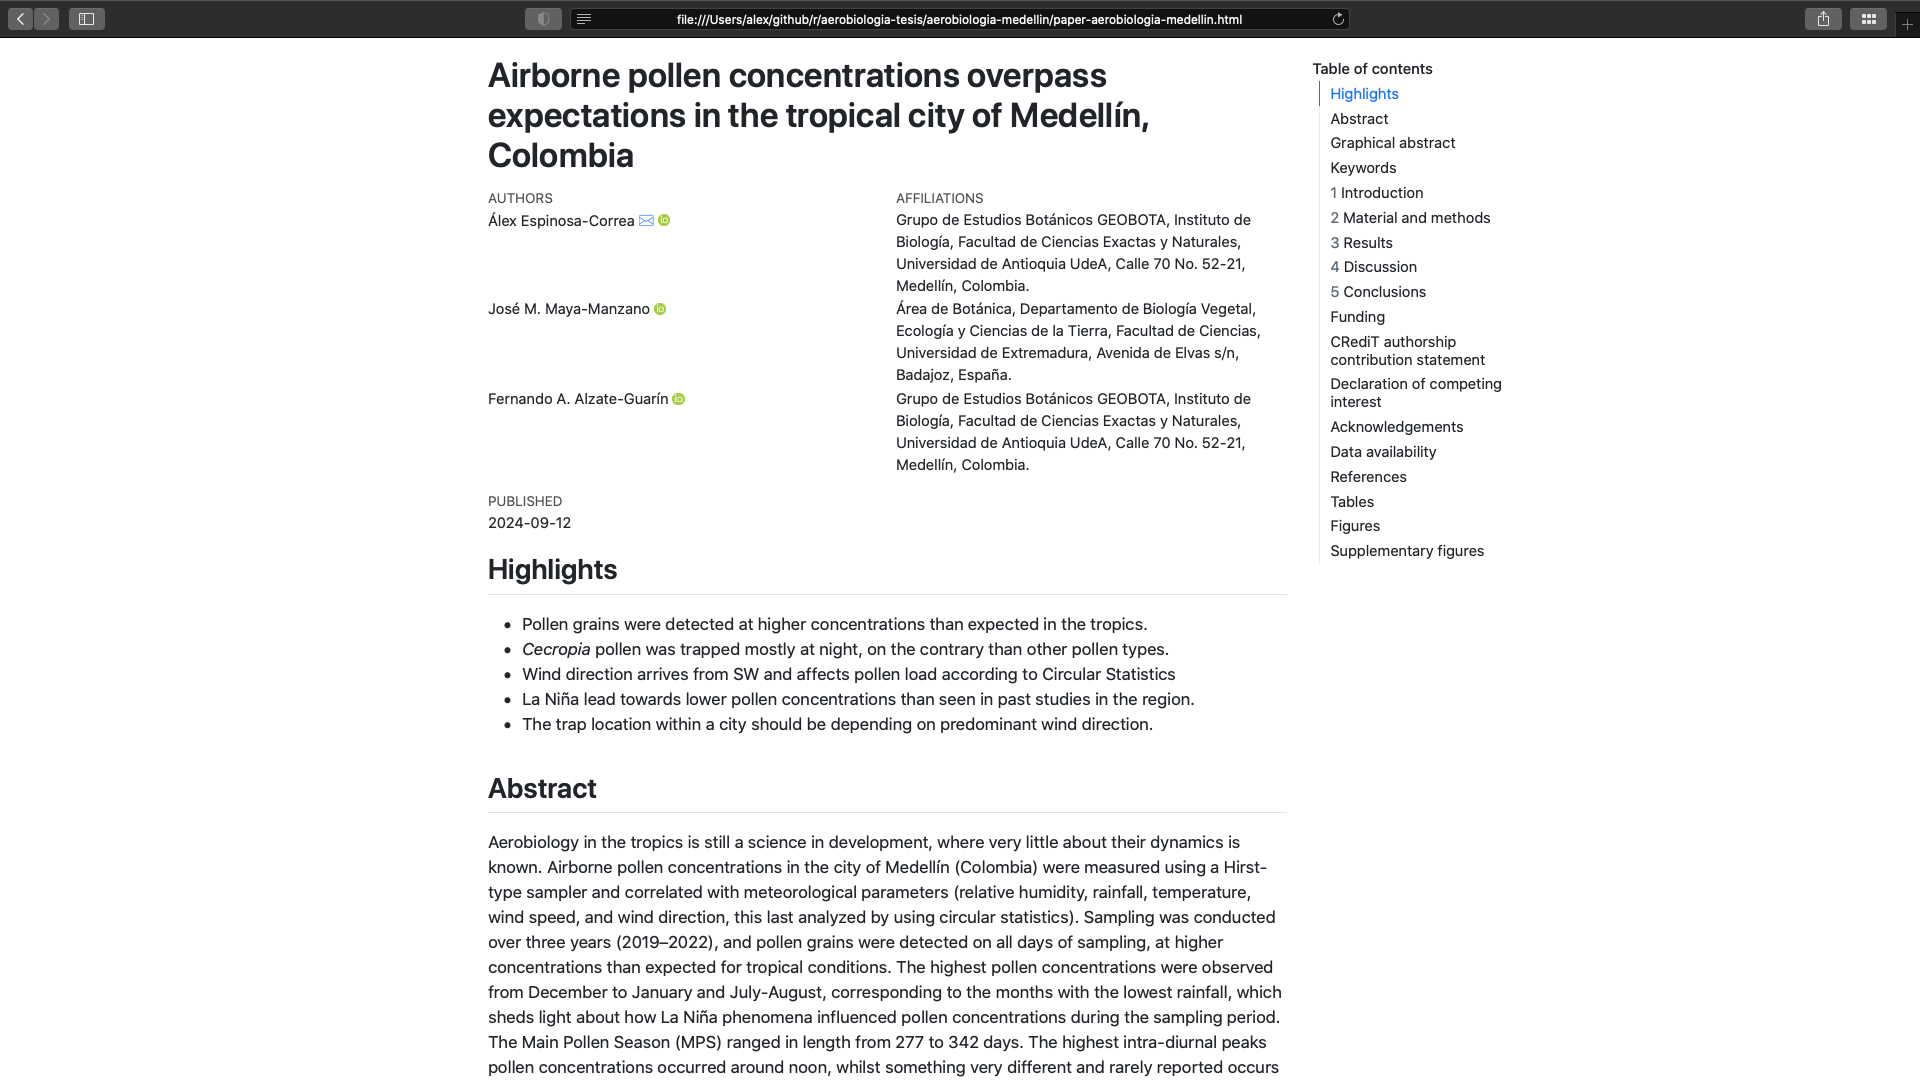 file:///Users/alex/github/r/aerobiologia-tesis/aerobiologia-medellin/paper-aerobiologia-medellin.html
Airborne pollen concentrations overpass
expectations in the tropical city of Medellín,
Colombia
AUTHORS
AFFILIATIONS
Álex Espinosa-Correa
Grupo de Estudios Botánicos GEOBOTA, Instituto de
Biología, Facultad de Ciencias Exactas y Naturales,
Universidad de Antioquia UdeA, Calle 70 No. 52-21,
Medellín, Colombia.
José M. Maya-Manzano
Área de Botánica, Departamento de Biología Vegetal,
Ecología y Ciencias de la Tierra, Facultad de Ciencias,
Universidad de Extremadura, Avenida de Elvas s/n,
Badajoz, España.
Fernando A. Alzate-Guarín
Grupo de Estudios Botánicos GEOBOTA, Instituto de
Biología, Facultad de Ciencias Exactas y Naturales,
Universidad de Antioquia UdeA, Calle 70 No. 52-21,
Medellín, Colombia.
PUBLISHED
2024-09-12
Highlights
• Pollen grains were detected at higher concentrations than expected in the tropics.
• Cecropia pollen was trapped mostly at night, on the contrary than other pollen types.
• Wind direction arrives from SW and affects pollen load according to Circular Statistics
• La Niña lead towards lower pollen concentrations than seen in past studies in the region.
• The trap location within a city should be depending on predominant wind direction.
Abstract
Aerobiology in the tropics is still a science in development, where very little about their dynamics is
known. Airborne pollen concentrations in the city of Medellín (Colombia) were measured using a Hirst-
type sampler and correlated with meteorological parameters (relative humidity, rainfall, temperature,
wind speed, and wind direction, this last analyzed by using circular statistics). Sampling was conducted
over three years (2019–2022), and pollen grains were detected on all days of sampling, at higher
concentrations than expected for tropical conditions. The highest pollen concentrations were observed
from December to January and July-August, corresponding to the months with the lowest rainfall, which
sheds light about how La Niña phenomena influenced pollen concentrations during the sampling period.
The Main Pollen Season (MPS) ranged in length from 277 to 342 days. The highest intra-diurnal peaks
pollen concentrations occurred around noon, whilst something very different and rarely reported occurs
Table of contents
Highlights
Abstract
Graphical abstract
Keywords
1 Introduction
2 Material and methods
3 Results
4 Discussion
5 Conclusions
Funding
CRediT authorship
contribution statement
Declaration of competing
interest
Acknowledgements
Data availability
References
Tables
Figures
Supplementary figures